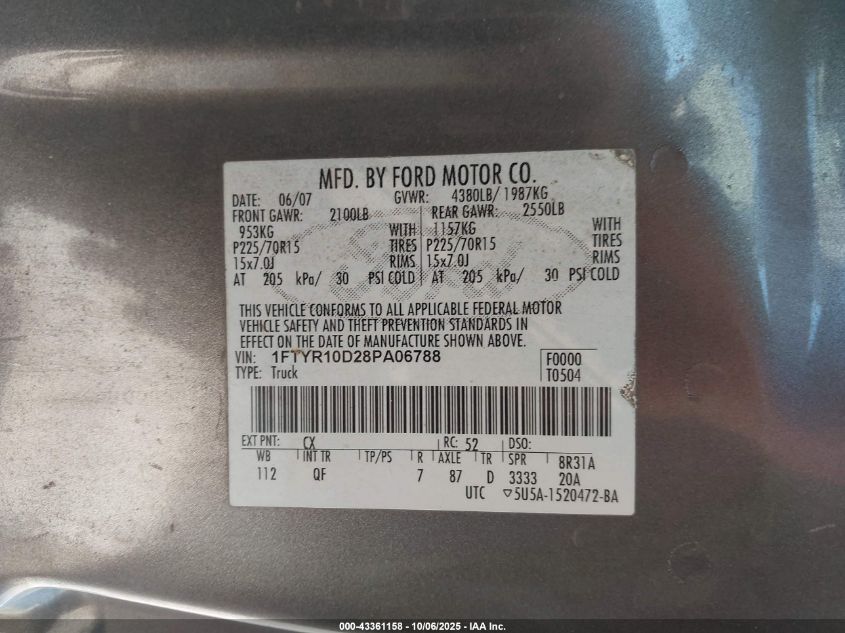 MFD. BY FORD MOTOR CO.
DATE: 06/07 GVWR: 4380LB/ 1987KG
FRONT GAWR: 2100LB REAR GAWR: 2550LB
953KG WITH 1157KG WITH
P225/70R15 TIRES P225/70R15 TIRES
15x7.0J RIMS 15x7.0J RIMS
AT 205 kPa/ 30 PSI COLD AT 205 kPa/ 30 PSI COLD
THIS VEHICLE CONFORMS TO ALL APPLICABLE FEDERAL MOTOR
VEHICLE SAFETY AND THEFT PREVENTION STANDARDS IN
EFFECT ON THE DATE OF MANUFACTURE SHOWN ABOVE.
VIN: 1FTYR10D28PA06788 F0000
TYPE: Truck T0504
EXT PNT: CX RC: 52 DSO:
WB INT TR TP/PS R AXLE TR SPR 8R31A
112 QF 7 87 D 3333 20A
UTC ▽5U5A-1520472-BA
000-43361158 - 10/06/2025 - IAA Inc.